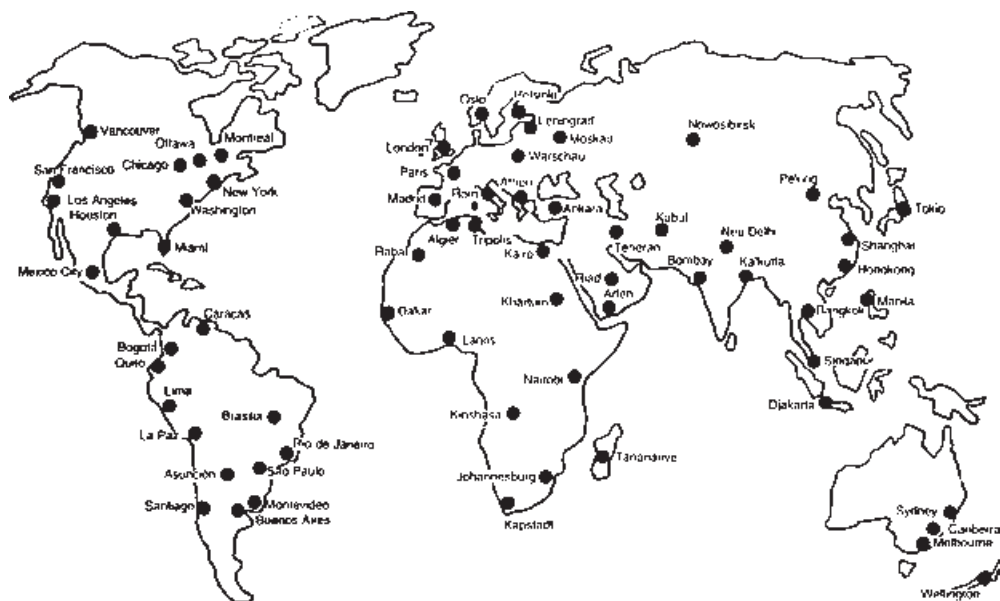 Oslo
Helsinki
Leningrad
Moskau
Nowosibirsk
Vancouver
Ottawa
Montreal
London
Warschau
Chicago
San Francisco
Paris
Peking
New York
Los Angeles
Madrid
Rom
Athen
Ankara
Washington
Houston
Tokio
Kabul
Neu Delhi
Alger
Tripolis
Miami
Rabat
Kairo
Teheran
Shanghai
Mexico City
Bombay
Kalkutta
Hongkong
Riad
Khartum
Aden
Manila
Dakar
Bangkok
Caracas
Lagos
Bogotá
Quito
Singapur
Nairobi
Lima
Djakarta
Brasilia
Kinshasa
La Paz
Rio de Janeiro
Tananarive
Asunción
São Paulo
Johannesburg
Santiago
Montevideo
Buenos Aires
Kapstadt
Sydney
Canberra
Melbourne
Wellington